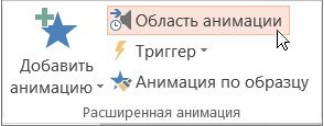 Добавить
анимацию
Область анимации
Триггер
Анимация по образцу
Расширенная анимация